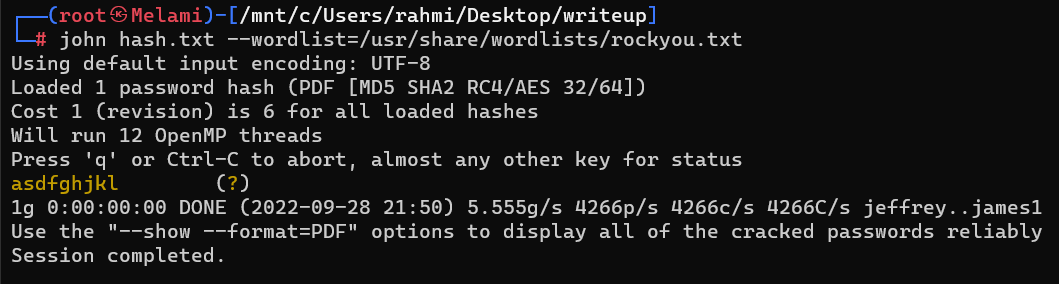 ┌──(root㉿Melami)-[/mnt/c/Users/rahmi/Desktop/writeup]
└─# john hash.txt --wordlist=/usr/share/wordlists/rockyou.txt
Using default input encoding: UTF-8
Loaded 1 password hash (PDF [MD5 SHA2 RC4/AES 32/64])
Cost 1 (revision) is 6 for all loaded hashes
Will run 12 OpenMP threads
Press 'q' or Ctrl-C to abort, almost any other key for status
asdfghjkl        (?)
1g 0:00:00:00 DONE (2022-09-28 21:50) 5.555g/s 4266p/s 4266c/s 4266C/s jeffrey..james1
Use the "--show --format=PDF" options to display all of the cracked passwords reliably
Session completed.